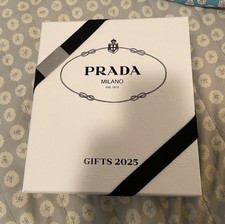 PRADA
MILANO
DAL 1913
GIFTS 2025